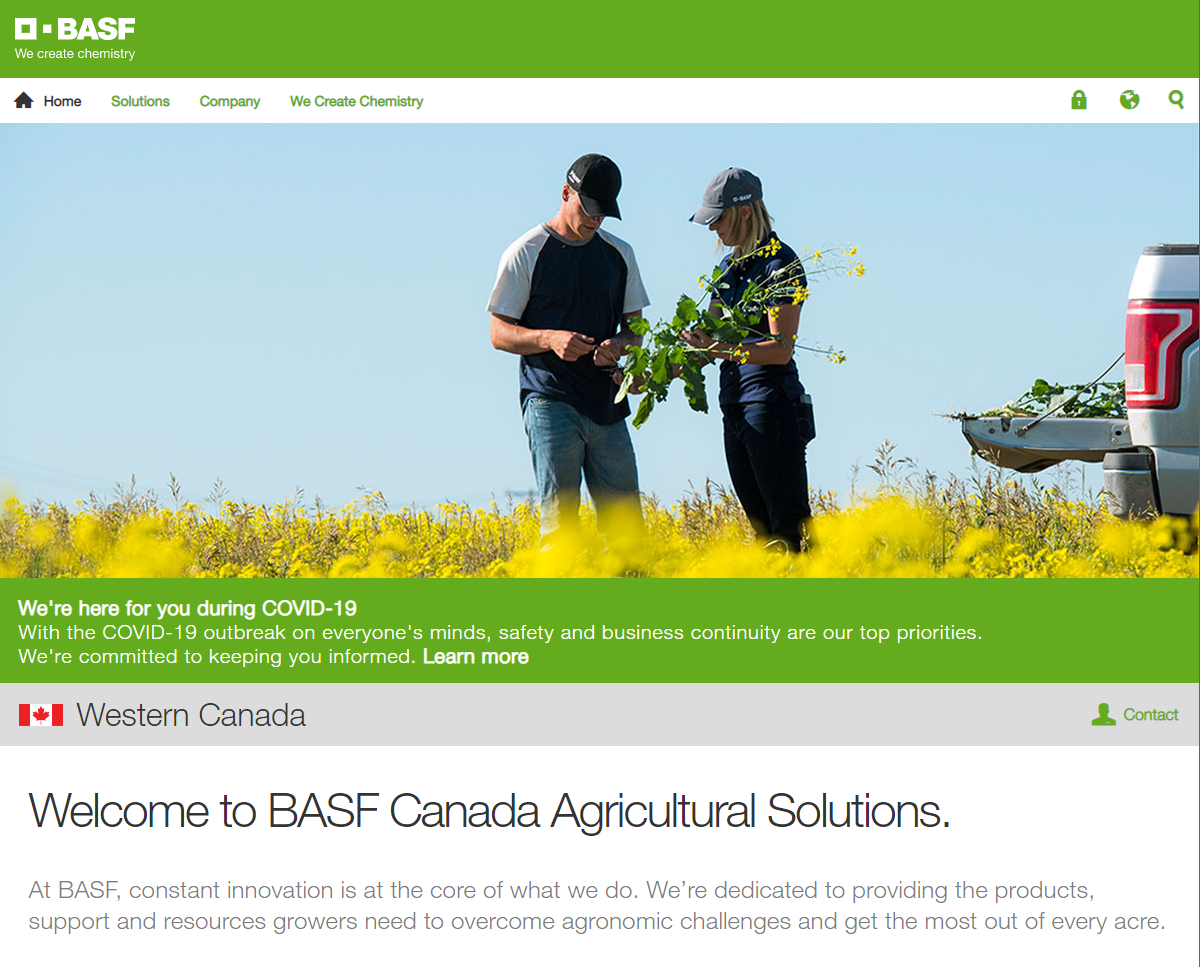 BASF
We create chemistry
Home Solutions Company We Create Chemistry
BASF
BASF
We're here for you during COVID-19
With the COVID-19 outbreak on everyone's minds, safety and business continuity are our top priorities.
We're committed to keeping you informed. Learn more
Western Canada
Contact
Welcome to BASF Canada Agricultural Solutions.
At BASF, constant innovation is at the core of what we do. We’re dedicated to providing the products,
support and resources growers need to overcome agronomic challenges and get the most out of every acre.